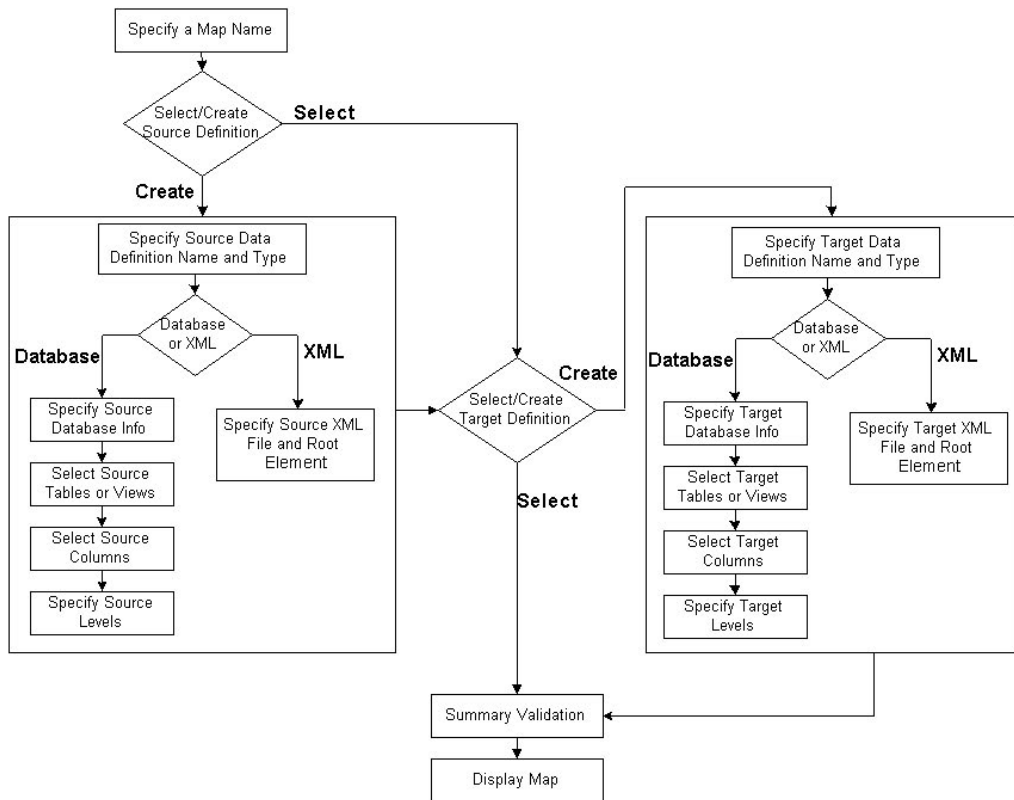 Specify a Map Name
Select/Create
Source Definition
Select
Create
Specify Source Data
Definition Name and Type
Database
or XML
Database
XML
Specify Source
Database Info
Specify Source XML
File and Root
Element
Select Source
Tables or Views
Select Source
Columns
Specify Source
Levels
Select/Create
Target Definition
Create
Select
Specify Target Data
Definition Name and Type
Database
or XML
Database
XML
Specify Target
Database Info
Specify Target XML
File and Root
Element
Select Target
Tables or Views
Select Target
Columns
Specify Target
Levels
Summary Validation
Display Map